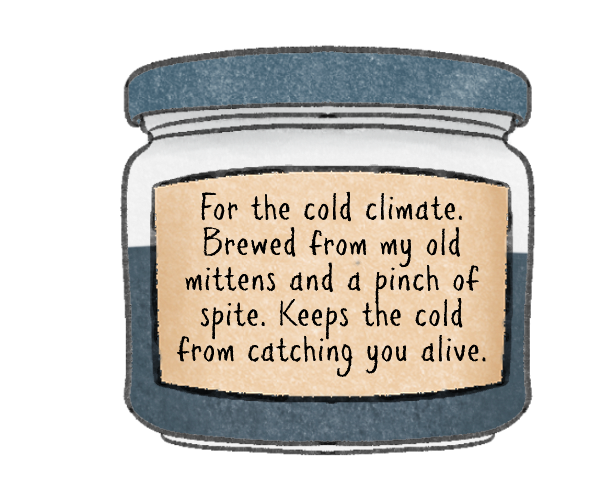 For the cold climate.
Brewed from my old
mittens and a pinch of
spite. Keeps the cold
from catching you alive.